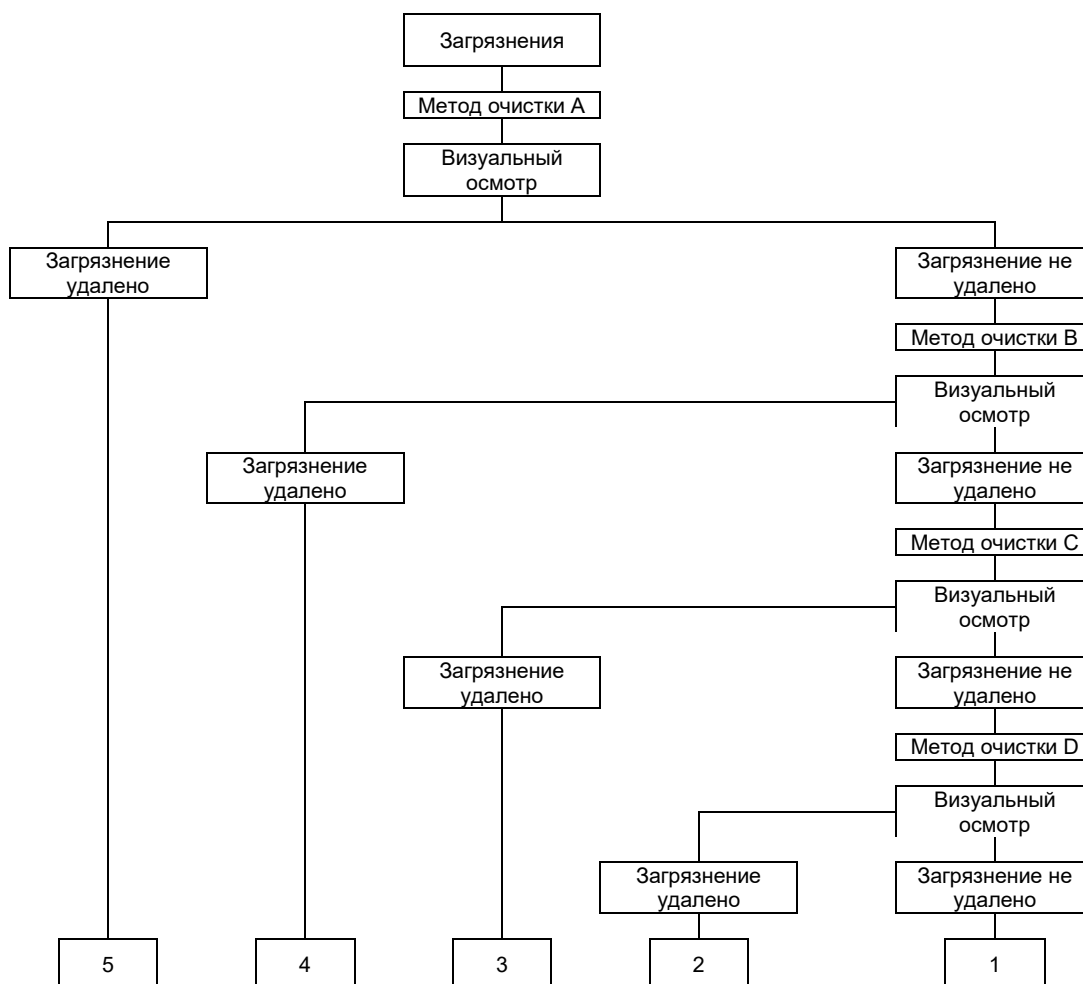 Загрязнения
Метод очистки A
Визуальный
осмотр
Загрязнение
удалено
Загрязнение не
удалено
Метод очистки B
Визуальный
осмотр
Загрязнение
удалено
Загрязнение не
удалено
Метод очистки C
Визуальный
осмотр
Загрязнение
удалено
Загрязнение не
удалено
Метод очистки D
Визуальный
осмотр
Загрязнение
удалено
Загрязнение не
удалено
5
4
3
2
1